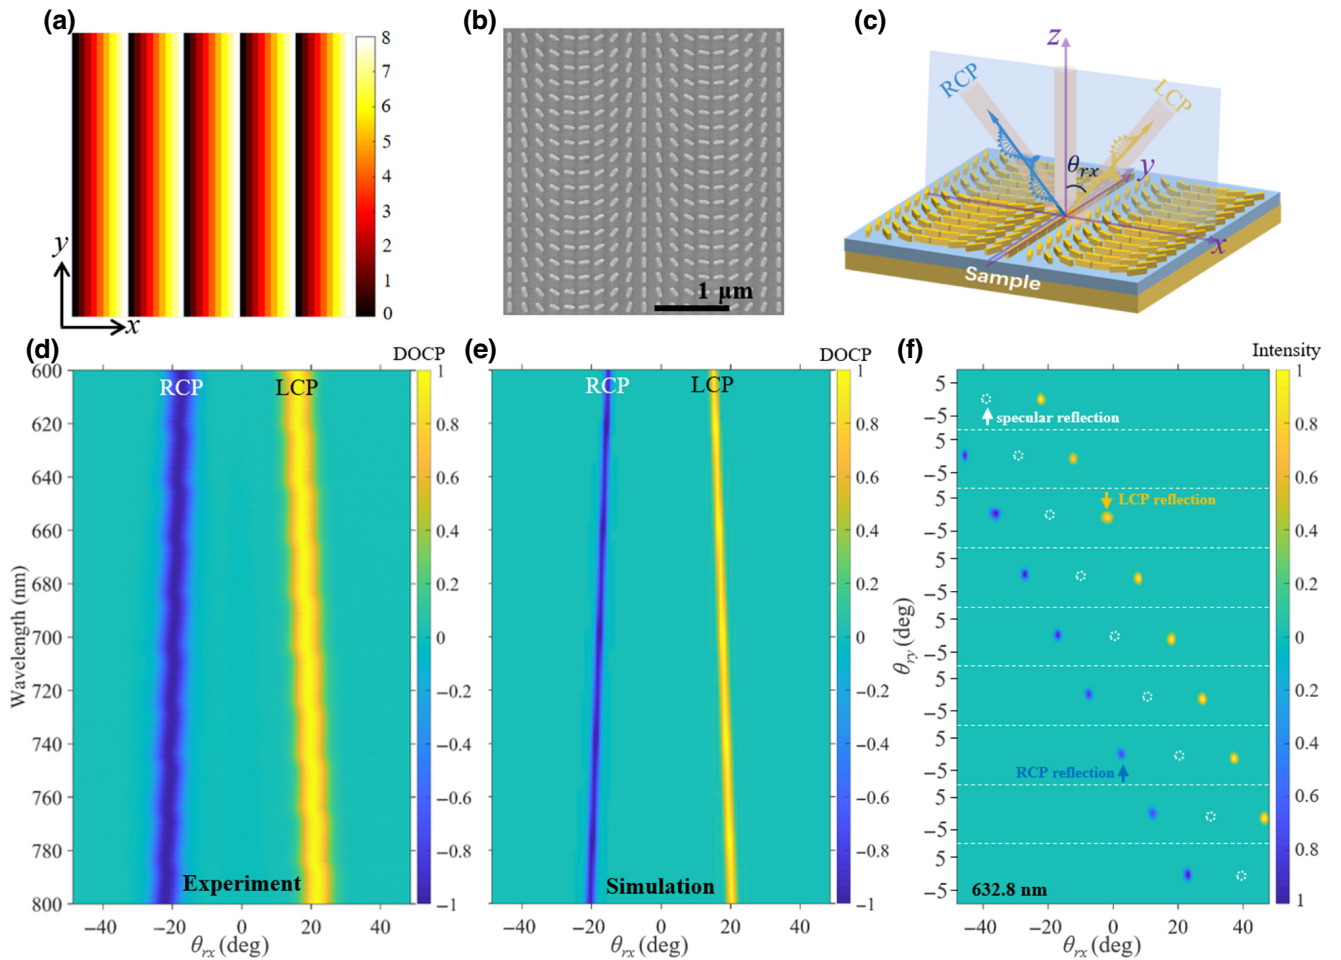 (a)
8
7
6
5
4
3
2
1
0
y
x
(b)
1 μm
(c)
z
RCP
LCP
θrx
y
x
Sample
(d)
DOCP
RCP
LCP
600
620
640
660
680
700
720
740
760
780
800
Wavelength (nm)
Experiment
−40
−20
0
20
40
θrx (deg)
1
0.8
0.6
0.4
0.2
0
−0.2
−0.4
−0.6
−0.8
−1
(e)
DOCP
RCP
LCP
Simulation
−40
−20
0
20
40
θrx (deg)
1
0.8
0.6
0.4
0.2
0
−0.2
−0.4
−0.6
−0.8
−1
(f)
Intensity
5
−5
specular reflection
5
−5
5
−5
LCP reflection
5
−5
5
−5
5
−5
5
−5
RCP reflection
5
−5
5
−5
632.8 nm
θry (deg)
−40
−20
0
20
40
θrx (deg)
1
0.8
0.6
0.4
0.2
0
0.2
0.4
0.6
0.8
1